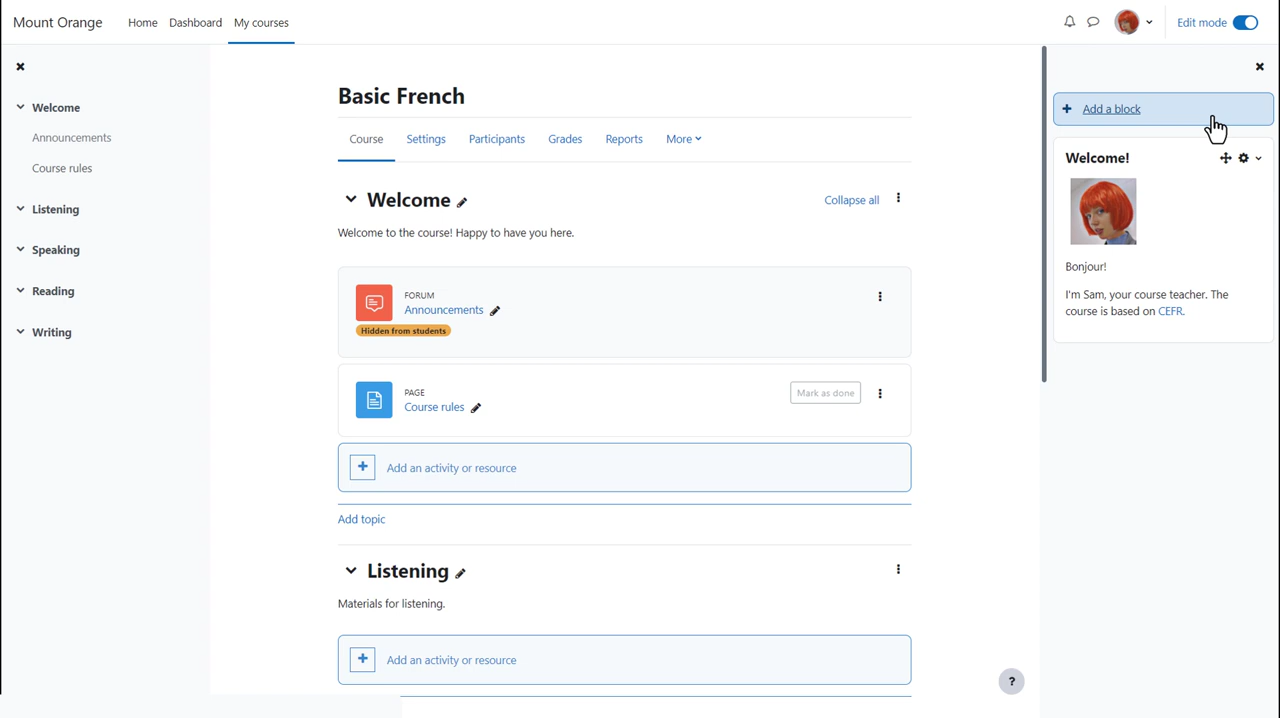 Mount Orange
Home
Dashboard
My courses
Edit mode
Welcome
Announcements
Course rules
Listening
Speaking
Reading
Writing
Basic French
Course
Settings
Participants
Grades
Reports
More
Welcome
Collapse all
Welcome to the course! Happy to have you here.
FORUM
Announcements
Hidden from students
PAGE
Course rules
Mark as done
+ Add an activity or resource
Add topic
Listening
Materials for listening.
+ Add an activity or resource
+ Add a block
Welcome!
Bonjour!
I'm Sam, your course teacher. The
course is based on CEFR.
?